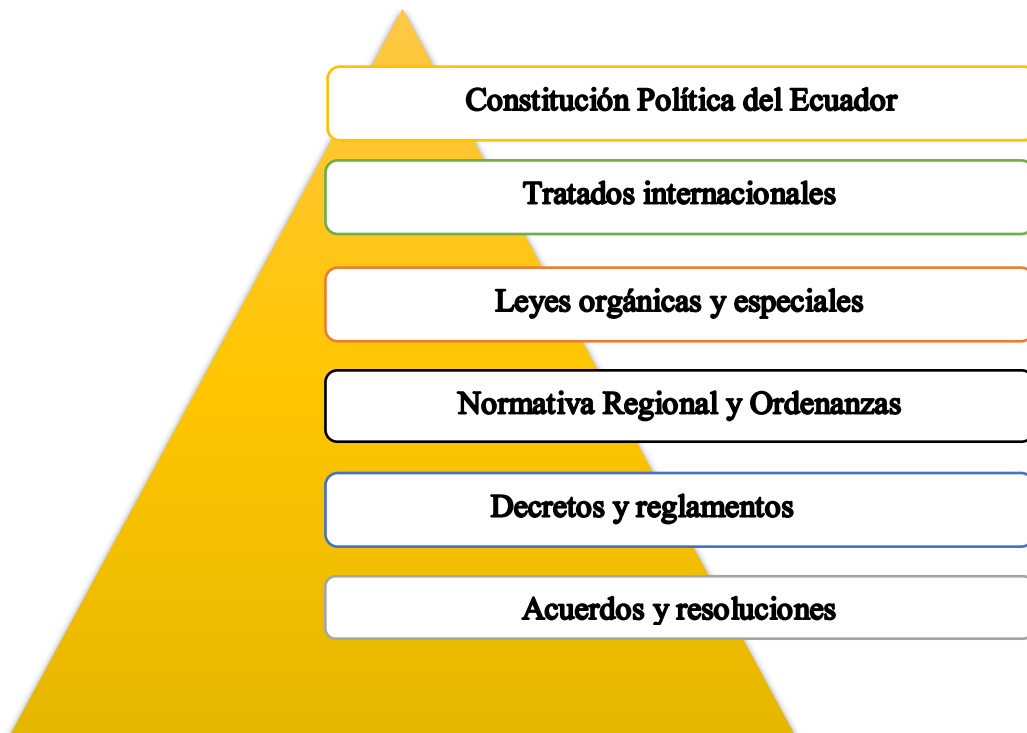 Constitución Política del Ecuador
Tratados internacionales
Leyes orgánicas y especiales
Normativa Regional y Ordenanzas
Decretos y reglamentos
Acuerdos y resoluciones